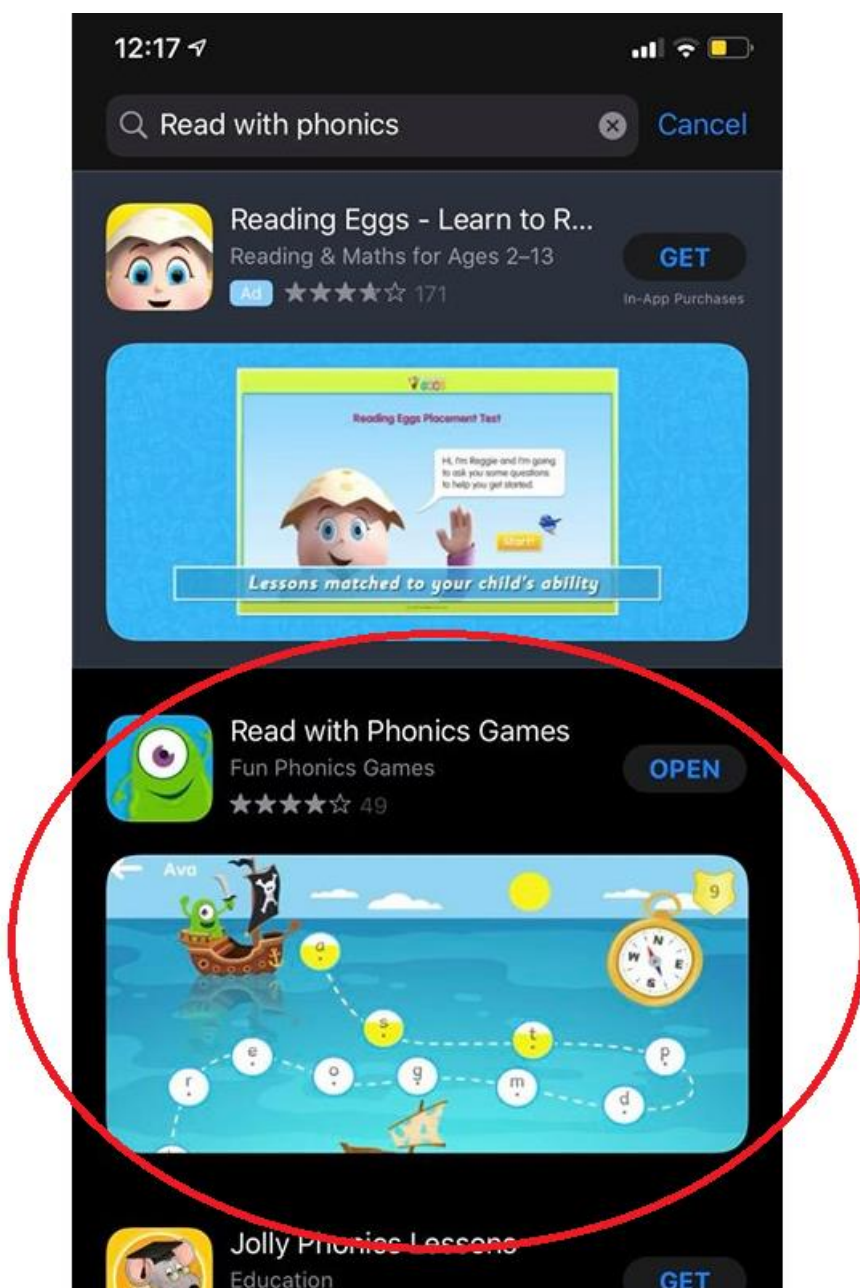 12:17
Read with phonics
Cancel
Reading Eggs - Learn to R...
Reading & Maths for Ages 2–13
GET
Ad 171
In-App Purchases
Reading Eggs Placement Test
Hi, I'm Reggie and I'm going
to ask you some questions
to help you get started.
Start!
Lessons matched to your child's ability
Read with Phonics Games
Fun Phonics Games
OPEN
49
Ava
9
a
N
W E
S
s
t
p
e
o
g
r
m
d
Jolly Phonics Lessons
Education
GET